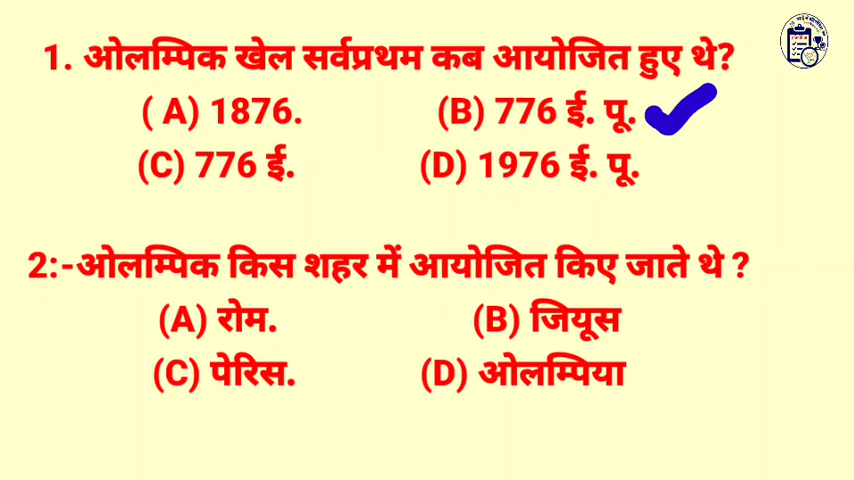 1. ओलम्पिक खेल सर्वप्रथम कब आयोजित हुए थे?
( A) 1876. (B) 776 ई. पू.
(C) 776 ई. (D) 1976 ई. पू.
2:-ओलम्पिक किस शहर में आयोजित किए जाते थे ?
(A) रोम. (B) जियूस
(C) पेरिस. (D) ओलम्पिया